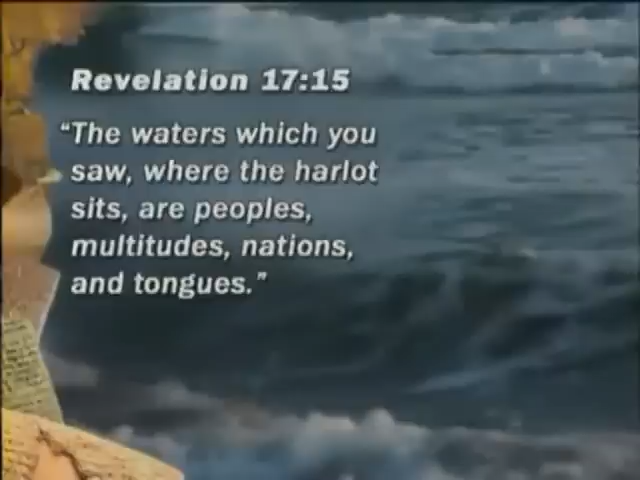 Revelation 17:15
“The waters which you
saw, where the harlot
sits, are peoples,
multitudes, nations,
and tongues.”